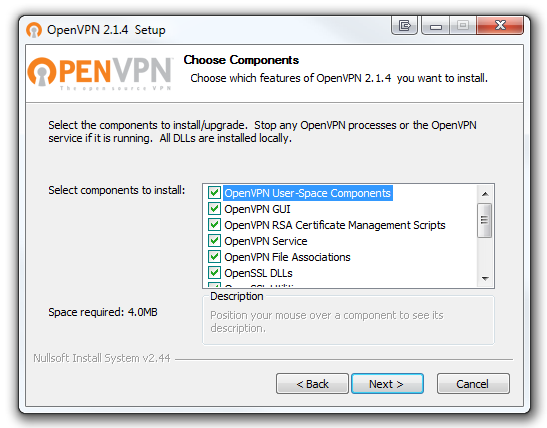 OpenVPN 2.1.4 Setup
OPENVPN
The open source VPN
Choose Components
Choose which features of OpenVPN 2.1.4 you want to install.
Select the components to install/upgrade. Stop any OpenVPN processes or the OpenVPN
service if it is running. All DLLs are installed locally.
Select components to install:
OpenVPN User-Space Components
OpenVPN GUI
OpenVPN RSA Certificate Management Scripts
OpenVPN Service
OpenVPN File Associations
OpenSSL DLLs
Space required: 4.0MB
Description
Position your mouse over a component to see its
description.
Nullsoft Install System v2.44
< Back
Next >
Cancel